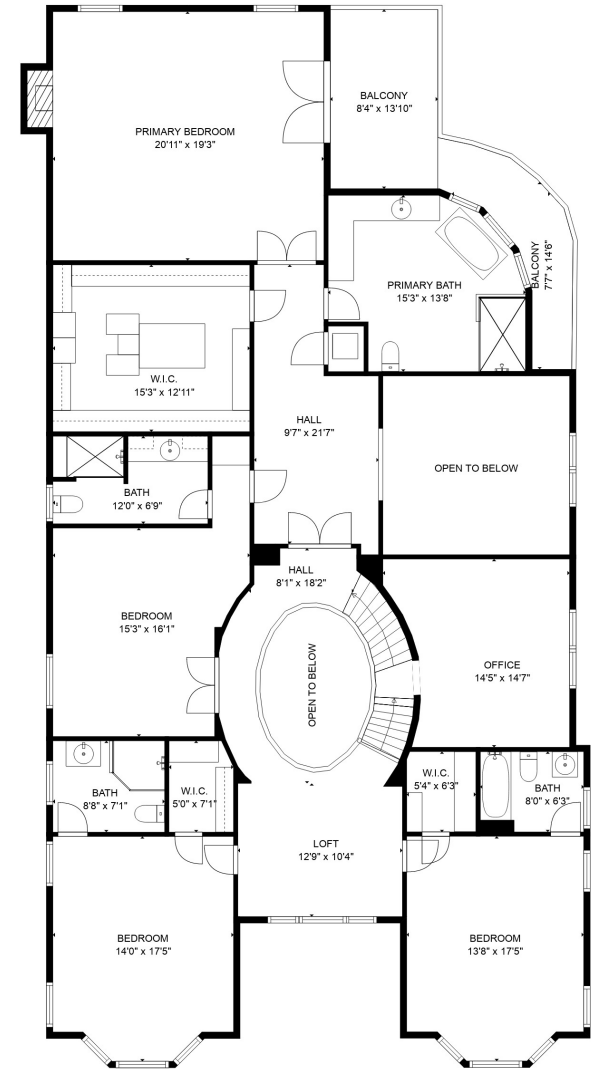 BALCONY
8'4" x 13'10"
PRIMARY BEDROOM
20'11" x 19'3"
BALCONY
7'7" x 14'6"
PRIMARY BATH
15'3" x 13'8"
W.I.C.
15'3" x 12'11"
HALL
9'7" x 21'7"
OPEN TO BELOW
BATH
12'0" x 6'9"
HALL
8'1" x 18'2"
BEDROOM
15'3" x 16'1"
OPEN TO BELOW
OFFICE
14'5" x 14'7"
W.I.C.
5'0" x 7'1"
BATH
8'8" x 7'1"
W.I.C.
5'4" x 6'3"
BATH
8'0" x 6'3"
LOFT
12'9" x 10'4"
BEDROOM
14'0" x 17'5"
BEDROOM
13'8" x 17'5"